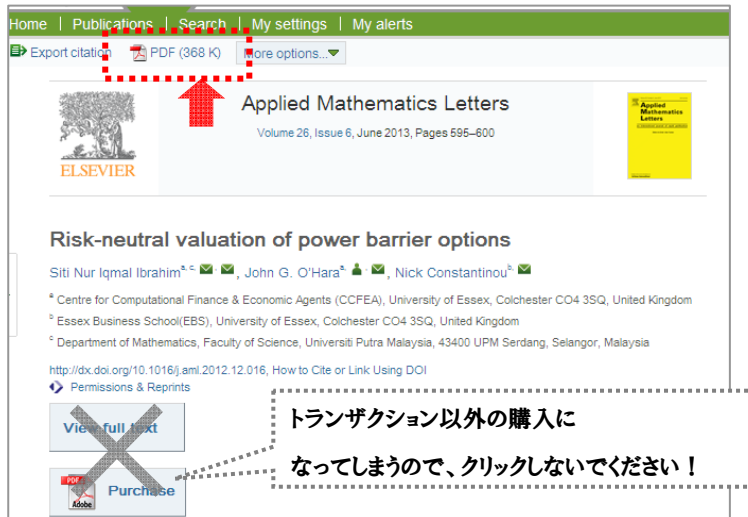 Home | Publications | Search | My settings | My alerts
Export citation PDF (368 K) More options...
Applied Mathematics Letters
Volume 26, Issue 6, June 2013, Pages 595–600
ELSEVIER
Applied
Mathematics
Letters
Risk-neutral valuation of power barrier options
Siti Nur Iqmal Ibrahim a, c, , John G. O'Hara a, , Nick Constantinou b,
a Centre for Computational Finance & Economic Agents (CCFEA), University of Essex, Colchester CO4 3SQ, United Kingdom
b Essex Business School(EBS), University of Essex, Colchester CO4 3SQ, United Kingdom
c Department of Mathematics, Faculty of Science, Universiti Putra Malaysia, 43400 UPM Serdang, Selangor, Malaysia
http://dx.doi.org/10.1016/j.aml.2012.12.016, How to Cite or Link Using DOI
Permissions & Reprints
View full text
トランザクション以外の購入に
なってしまうので、クリックしないでください！
PDF
Adobe
Purchase